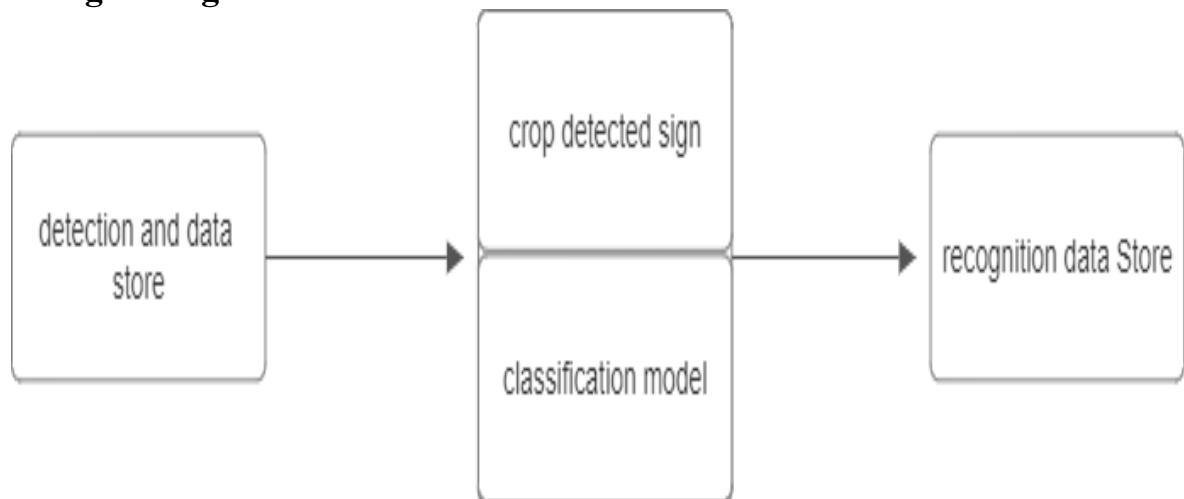 detection and data
store
crop detected sign
classification model
recognition data Store